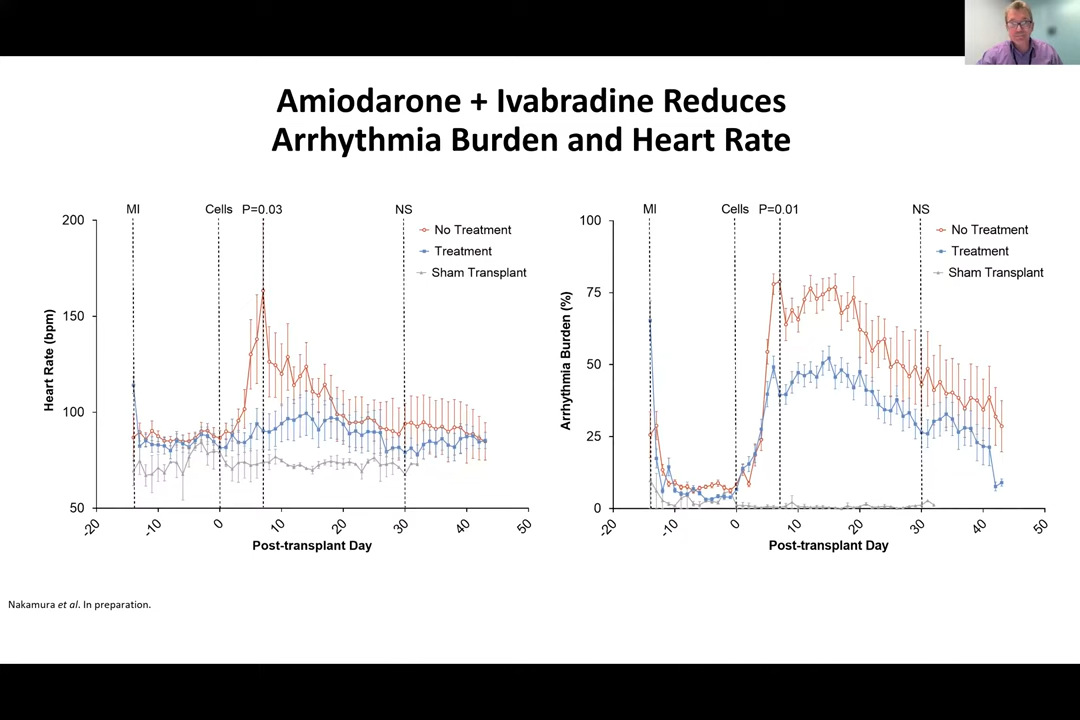 Amiodarone + Ivabradine Reduces
Arrhythmia Burden and Heart Rate
MI Cells P=0.03 NS
200
150
100
50
Heart Rate (bpm)
No Treatment
Treatment
Sham Transplant
-20 -10 0 10 20 30 40 50
Post-transplant Day
MI Cells P=0.01 NS
100
75
50
25
0
Arrhythmia Burden (%)
No Treatment
Treatment
Sham Transplant
-20 -10 0 10 20 30 40 50
Post-transplant Day
Nakamura et al. In preparation.